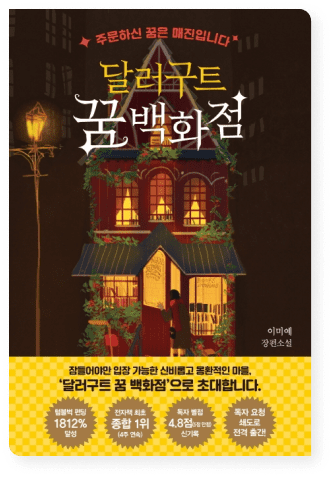 주문하신 꿈은 매진입니다
달러구트
꿈 백화점
이미예
장편소설
잠들어야만 입장 가능한 신비롭고 몽환적인 마을,
‘달러구트 꿈 백화점’으로 초대합니다.
텀블벅 펀딩
1812%
달성
전자책 최초
종합 1위
(4주 연속)
독자 별점
4.8점(5점 만점)
신기록
독자 요청
쇄도로
전격 출간!